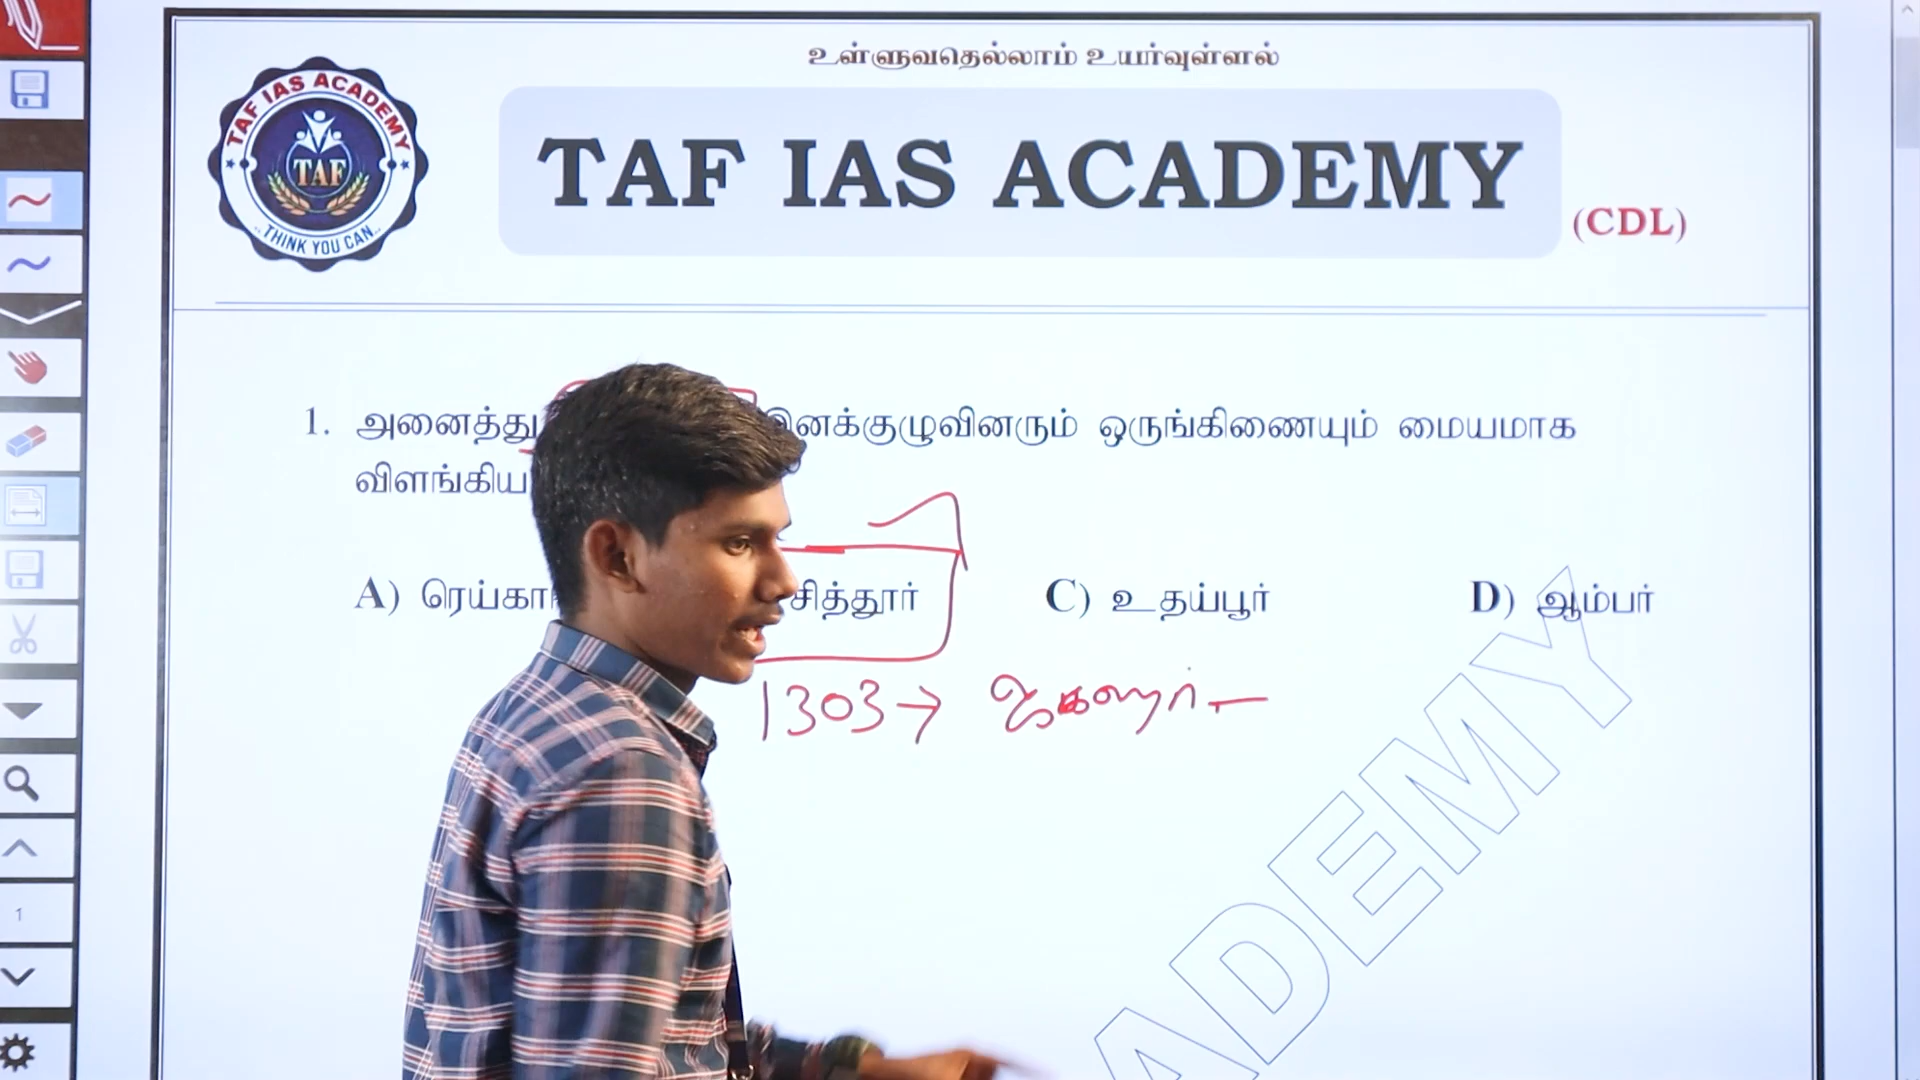 உள்ளுவதெல்லாம் உயர்வுள்ளல்
TAF IAS ACADEMY
TAF
..THINK YOU CAN..
TAF IAS ACADEMY
(CDL)
1. அனைத்து இனக்குழுவினரும் ஒருங்கிணையும் மையமாக
விளங்கிய
A) ரெய்கா சித்தூர் C) உதய்பூர் D) ஆம்பர்
1303 →
ADEMY
1